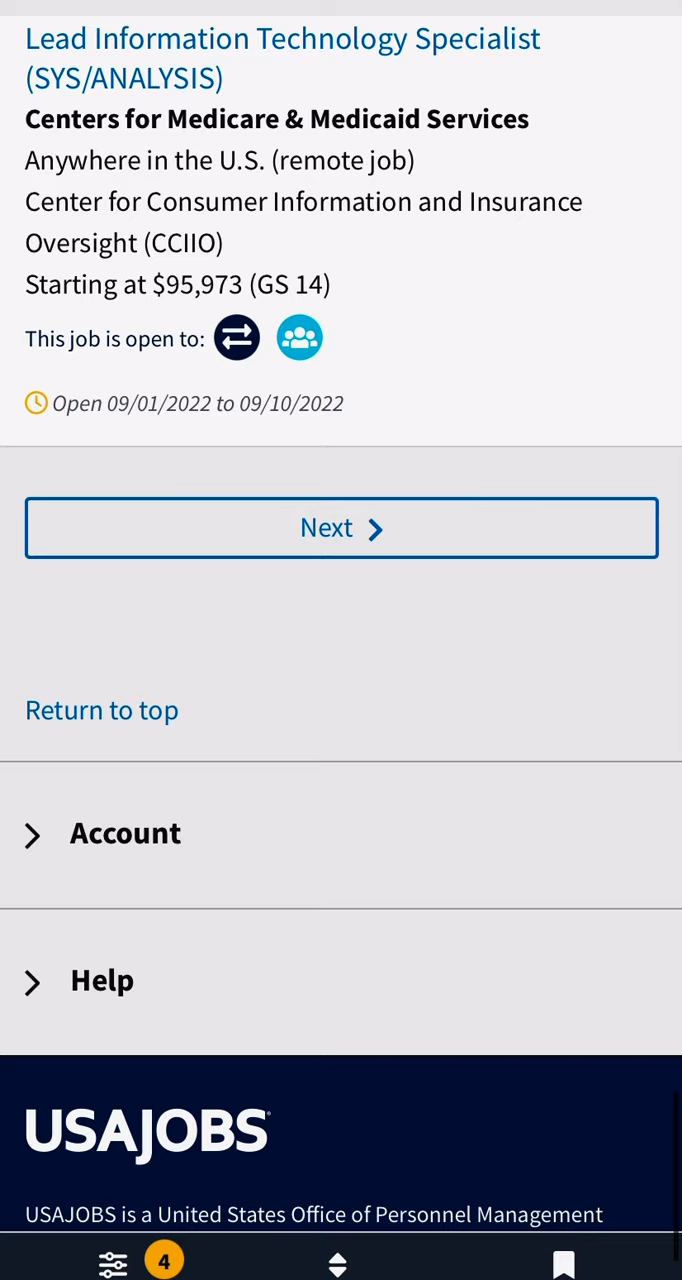 Lead Information Technology Specialist
(SYS/ANALYSIS)
Centers for Medicare & Medicaid Services
Anywhere in the U.S. (remote job)
Center for Consumer Information and Insurance
Oversight (CCIIO)
Starting at $95,973 (GS 14)
This job is open to:
Open 09/01/2022 to 09/10/2022
Next
Return to top
Account
Help
USAJOBS®
USAJOBS is a United States Office of Personnel Management
4